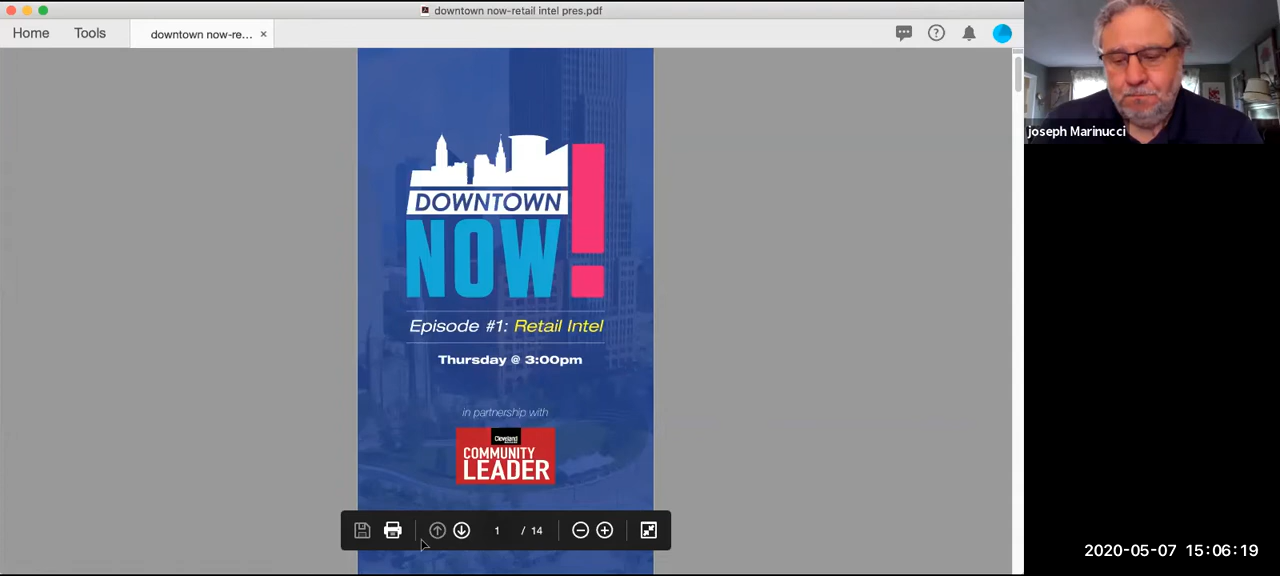 downtown now-retail intel pres.pdf
Home
Tools
downtown now-re...
DOWNTOWN
NOW!
Episode #1: Retail Intel
Thursday @ 3:00pm
in partnership with
Cleveland
COMMUNITY
LEADER
1 / 14
joseph Marinucci
2020-05-07 15:06:19